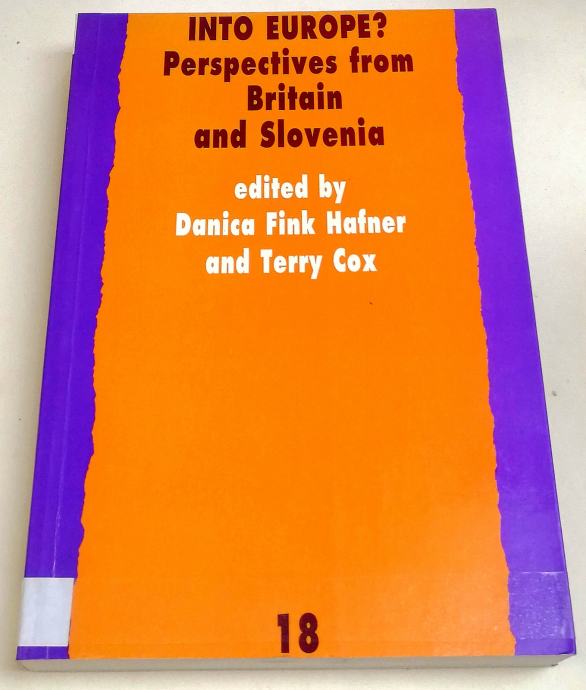 INTO EUROPE?
Perspectives from
Britain
and Slovenia
edited by
Danica Fink Hafner
and Terry Cox
18